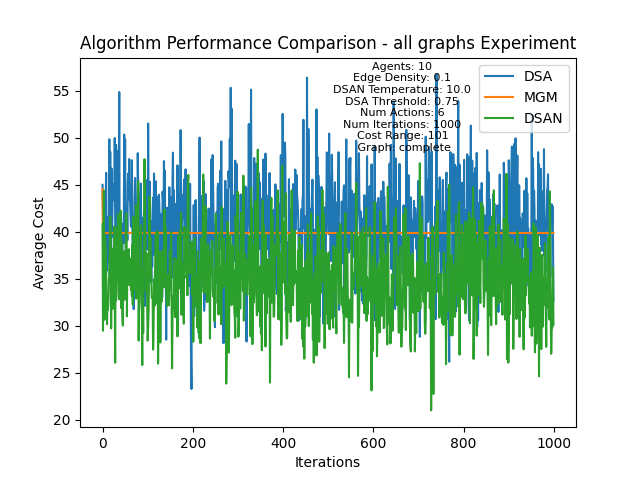 Algorithm Performance Comparison - all graphs Experiment
Agents: 10
Edge Density: 0.1
DSAN Temperature: 10.0
DSA Threshold: 0.75
Num Actions: 6
Num Iterations: 1000
Cost Range: 101
Graph: complete
DSA
MGM
DSAN
Average Cost
55
50
45
40
35
30
25
20
0
200
400
600
800
1000
Iterations